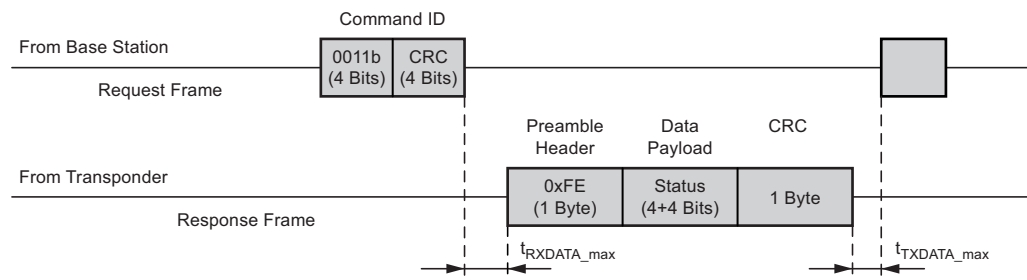 Command ID
From Base Station
0011b
(4 Bits)
CRC
(4 Bits)
Request Frame
Preamble
Header
Data
Payload
CRC
From Transponder
0xFE
(1 Byte)
Status
(4+4 Bits)
1 Byte
Response Frame
tRXDATA_max
tTXDATA_max